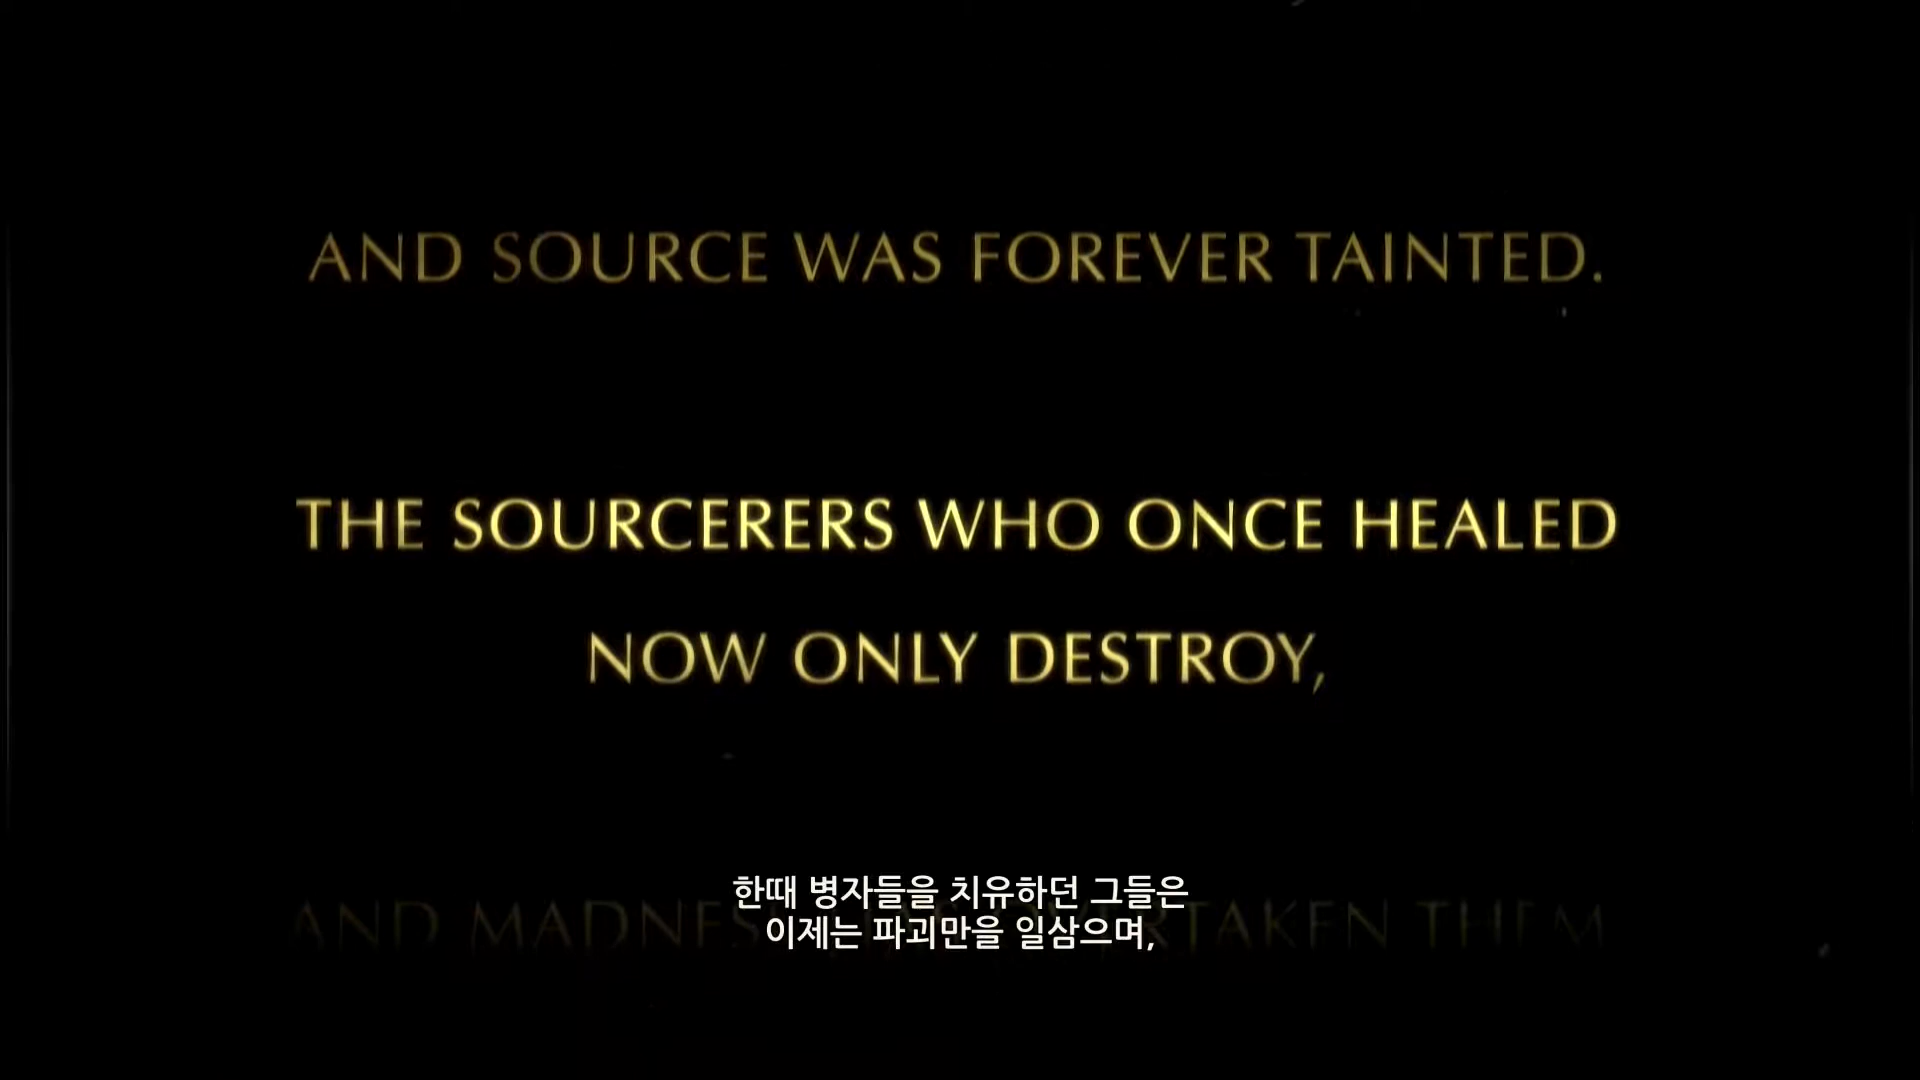 AND SOURCE WAS FOREVER TAINTED.
THE SOURCERERS WHO ONCE HEALED
NOW ONLY DESTROY,
한때 병자들을 치유하던 그들은
이제는 파괴만을 일삼으며,
AND MADNESS TAKEN THEM